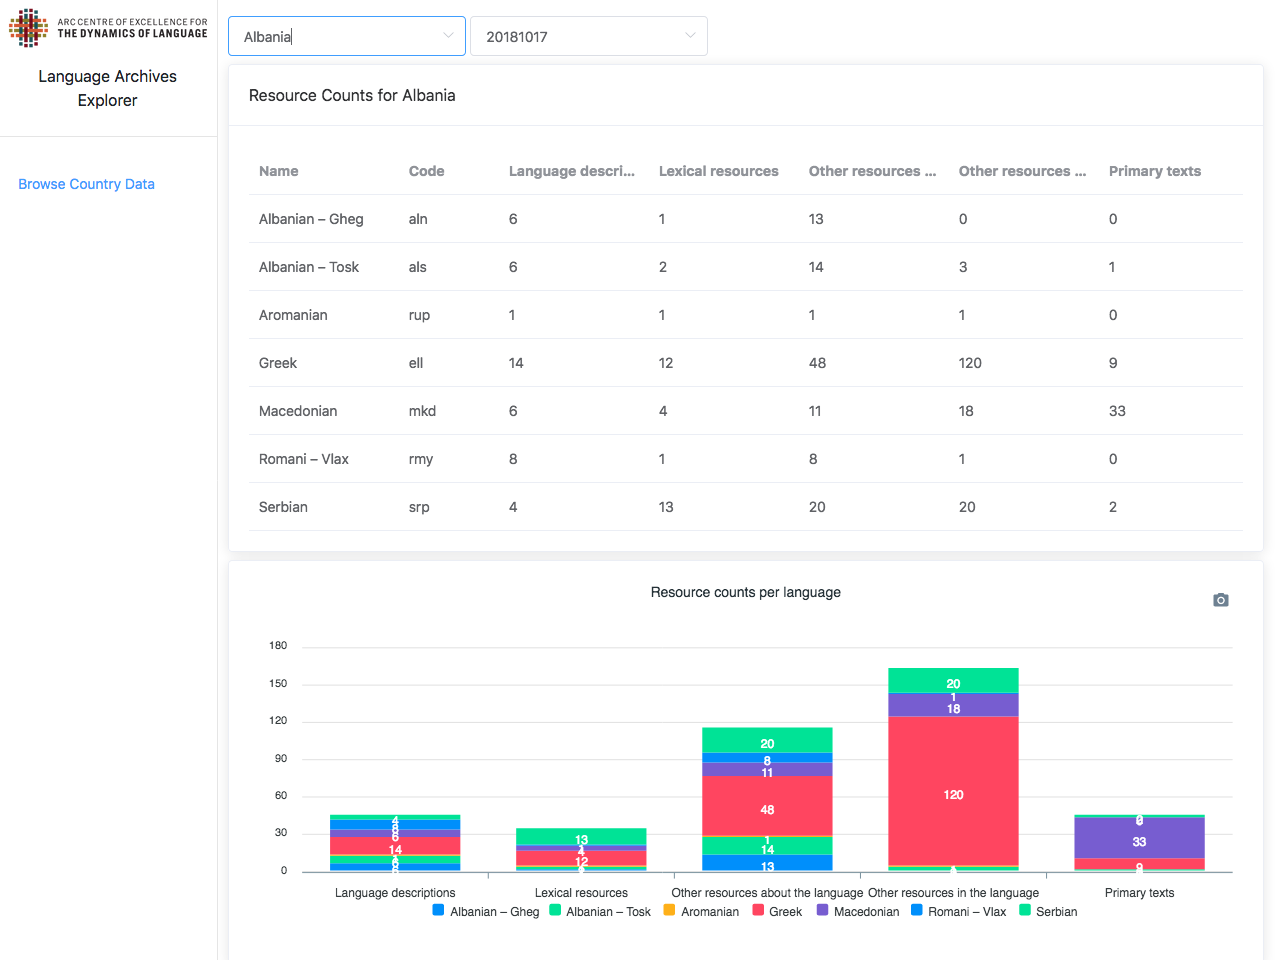 ARC CENTRE OF EXCELLENCE FOR
THE DYNAMICS OF LANGUAGE
Language Archives
Explorer
Browse Country Data
Albania
20181017
Resource Counts for Albania
Name Code Language descri... Lexical resources Other resources ... Other resources ... Primary texts
Albanian – Gheg aln 6 1 13 0 0
Albanian – Tosk als 6 2 14 3 1
Aromanian rup 1 1 1 1 0
Greek ell 14 12 48 120 9
Macedonian mkd 6 4 11 18 33
Romani – Vlax rmy 8 1 8 1 0
Serbian srp 4 13 20 20 2
Resource counts per language
180
150
120
90
60
30
0
4
6
14
13
4
12
20
8
11
48
1
14
13
20
1
18
120
33
9
Language descriptions Lexical resources Other resources about the language Other resources in the language Primary texts
Albanian – Gheg Albanian – Tosk Aromanian Greek Macedonian Romani – Vlax Serbian